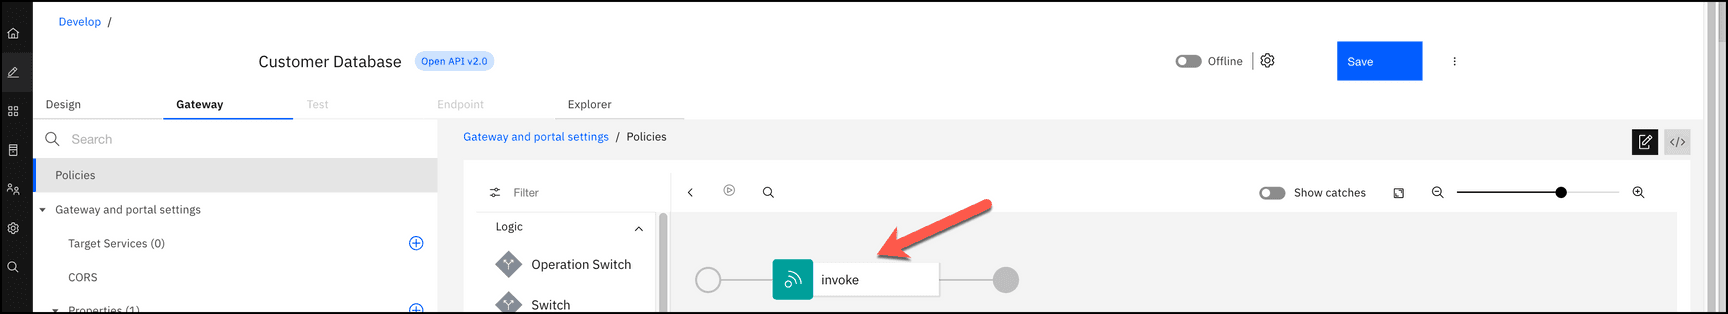 Develop /
Customer Database Open API v2.0 Offline Save
Design Gateway Test Endpoint Explorer
Search
Gateway and portal settings / Policies
</>
Policies
Filter
Show catches
Gateway and portal settings
Logic
Target Services (0)
Operation Switch
CORS
invoke
Switch
Properties (1)